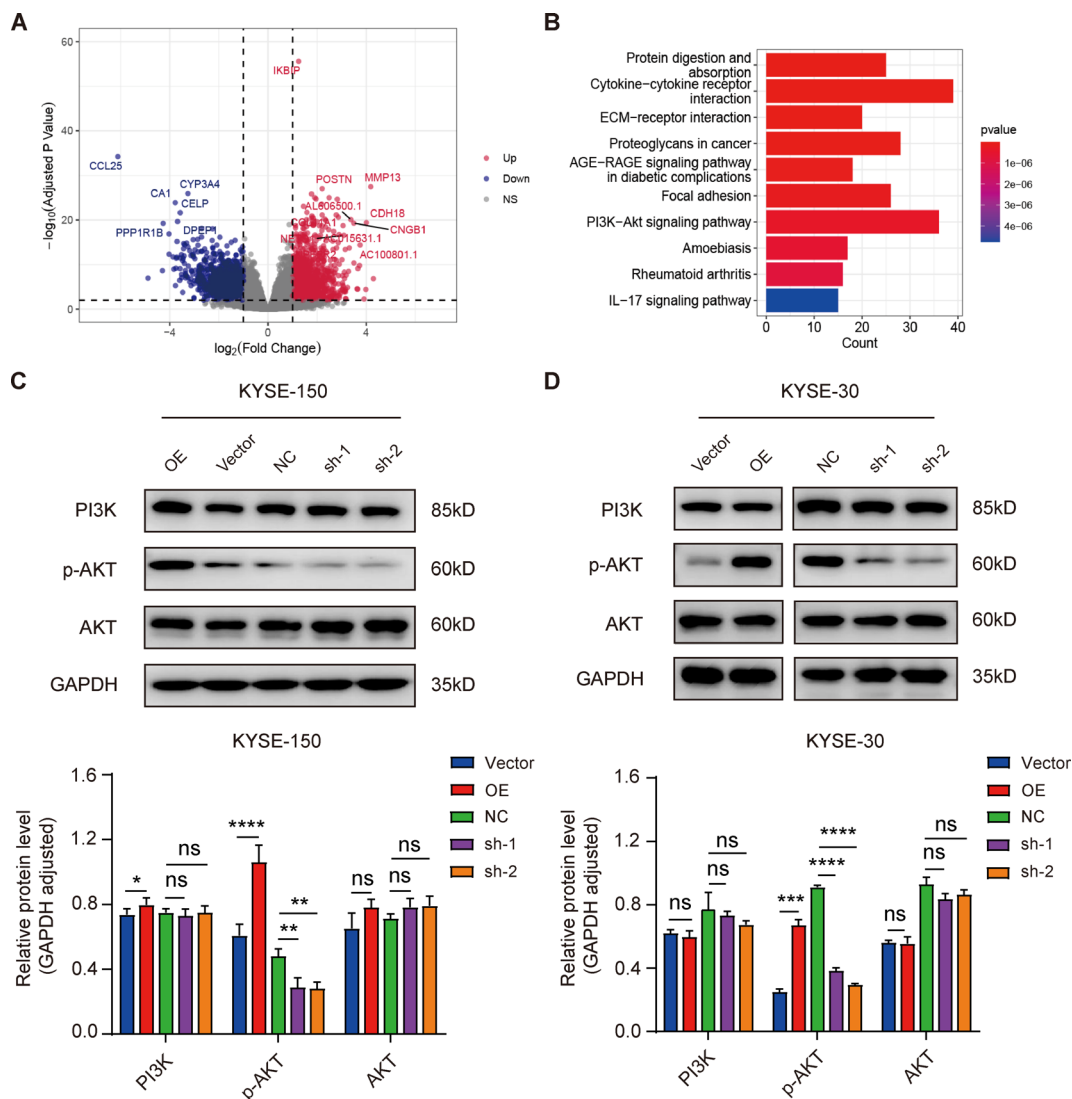 A
60
40
20
0
−4
0
4
−log10(Adjusted P Value)
log2(Fold Change)
IKBIP
CCL25
CYP3A4
CA1
CELP
PPP1R1B
DPEP1
POSTN
MMP13
AL606500.1
CDH18
CNGB1
AC015631.1
AC100801.1
Up
Down
NS
B
Protein digestion and
absorption
Cytokine−cytokine receptor
interaction
ECM−receptor interaction
Proteoglycans in cancer
AGE−RAGE signaling pathway
in diabetic complications
Focal adhesion
PI3K−Akt signaling pathway
Amoebiasis
Rheumatoid arthritis
IL−17 signaling pathway
0
10
20
30
40
Count
pvalue
1e−06
2e−06
3e−06
4e−06
C
KYSE-150
OE
Vector
NC
sh-1
sh-2
PI3K
85kD
p-AKT
60kD
AKT
60kD
GAPDH
35kD
KYSE-150
Relative protein level
(GAPDH adjusted)
1.6
1.2
0.8
0.4
0.0
*
ns
ns
****
**
**
ns
ns
ns
PI3K
p-AKT
AKT
Vector
OE
NC
sh-1
sh-2
D
KYSE-30
Vector
OE
NC
sh-1
sh-2
PI3K
85kD
p-AKT
60kD
AKT
60kD
GAPDH
35kD
KYSE-30
Relative protein level
(GAPDH adjusted)
1.6
1.2
0.8
0.4
0.0
ns
ns
ns
***
****
****
ns
ns
ns
PI3K
p-AKT
AKT
Vector
OE
NC
sh-1
sh-2